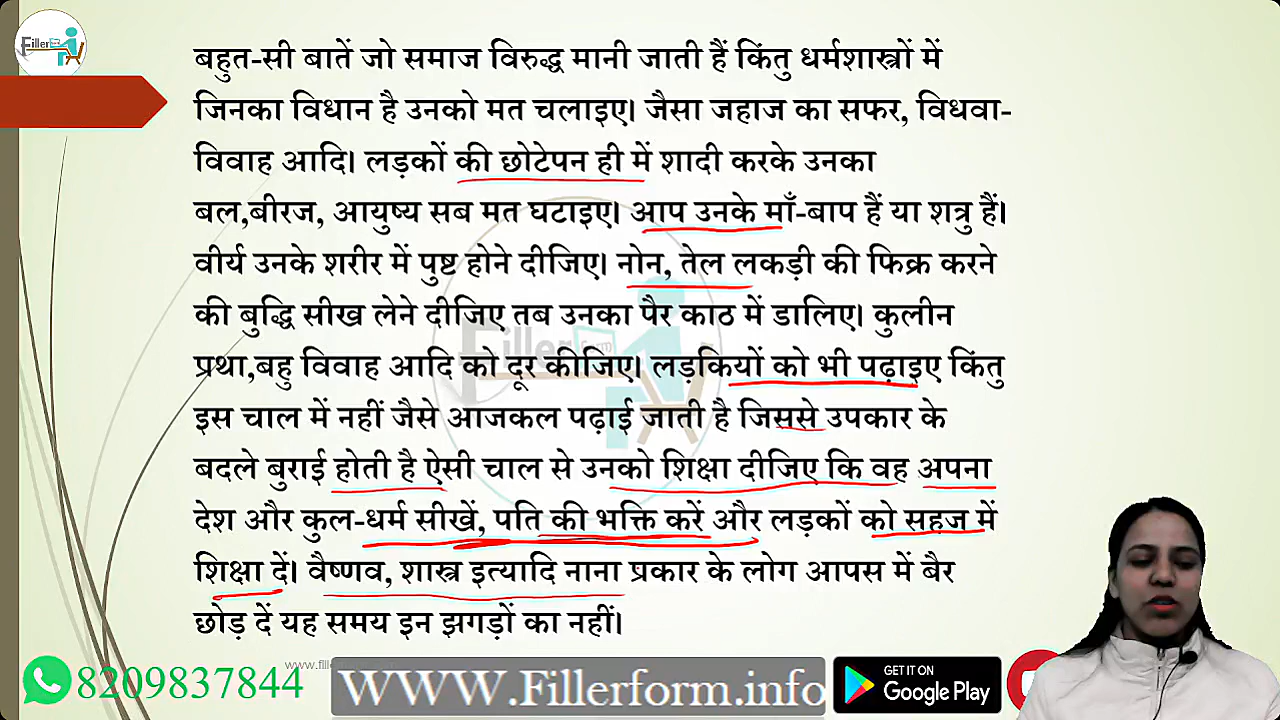 Filler
बहुत-सी बातें जो समाज विरुद्ध मानी जाती हैं किंतु धर्मशास्त्रों में
जिनका विधान है उनको मत चलाइए। जैसा जहाज का सफर, विधवा-
विवाह आदि। लड़कों की छोटेपन ही में शादी करके उनका
बल,बीरज, आयुष्य सब मत घटाइए। आप उनके माँ-बाप हैं या शत्रु हैं।
वीर्य उनके शरीर में पुष्ट होने दीजिए। नोन, तेल लकड़ी की फिक्र करने
की बुद्धि सीख लेने दीजिए तब उनका पैर काठ में डालिए। कुलीन
प्रथा,बहु विवाह आदि को दूर कीजिए। लड़कियों को भी पढ़ाइए किंतु
इस चाल में नहीं जैसे आजकल पढ़ाई जाती है जिससे उपकार के
बदले बुराई होती है ऐसी चाल से उनको शिक्षा दीजिए कि वह अपना
देश और कुल-धर्म सीखें, पति की भक्ति करें और लड़कों को सहज में
शिक्षा दें। वैष्णव, शास्त्र इत्यादि नाना प्रकार के लोग आपस में बैर
छोड़ दें यह समय इन झगड़ों का नहीं।
Fillerform
8209837844
WWW.Fillerform.info
GET IT ON
Google Play